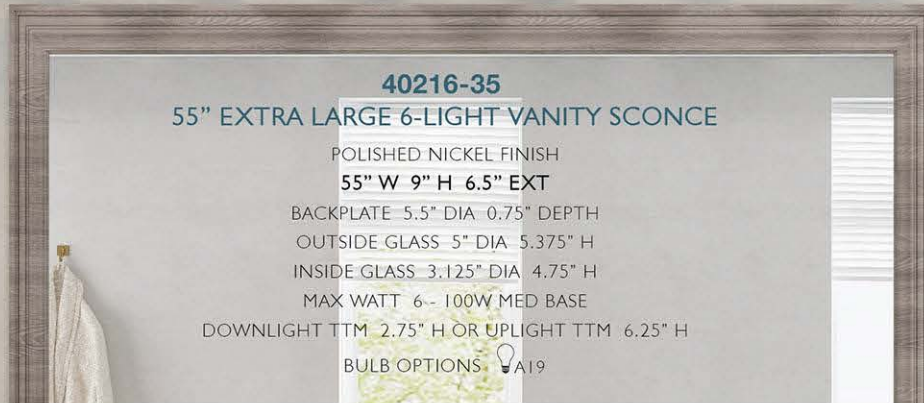 40216-35
55” EXTRA LARGE 6-LIGHT VANITY SCONCE
POLISHED NICKEL FINISH
55” W 9” H 6.5” EXT
BACKPLATE 5.5” DIA 0.75” DEPTH
OUTSIDE GLASS 5” DIA 5.375” H
INSIDE GLASS 3.125” DIA 4.75” H
MAX WATT 6 - 100W MED BASE
DOWNLIGHT TTM 2.75” H OR UPLIGHT TTM 6.25” H
BULB OPTIONS A19